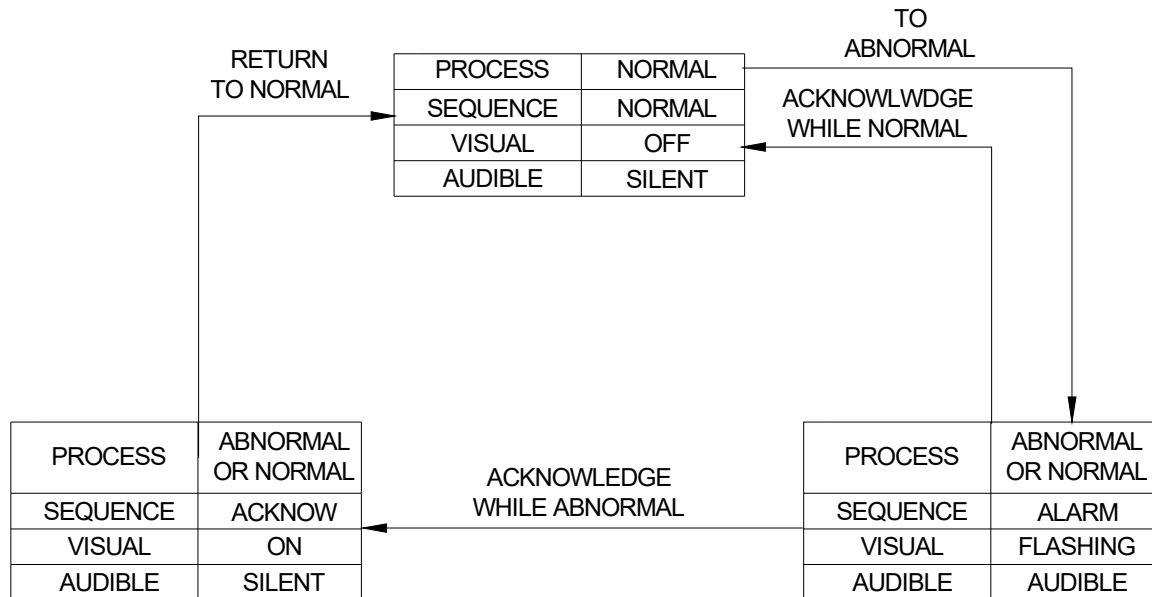 TO
ABNORMAL
RETURN
TO NORMAL
PROCESS NORMAL
SEQUENCE NORMAL
VISUAL OFF
AUDIBLE SILENT
ACKNOWLWDGE
WHILE NORMAL
PROCESS ABNORMAL
OR NORMAL
SEQUENCE ACKNOW
VISUAL ON
AUDIBLE SILENT
ACKNOWLEDGE
WHILE ABNORMAL
PROCESS ABNORMAL
OR NORMAL
SEQUENCE ALARM
VISUAL FLASHING
AUDIBLE AUDIBLE